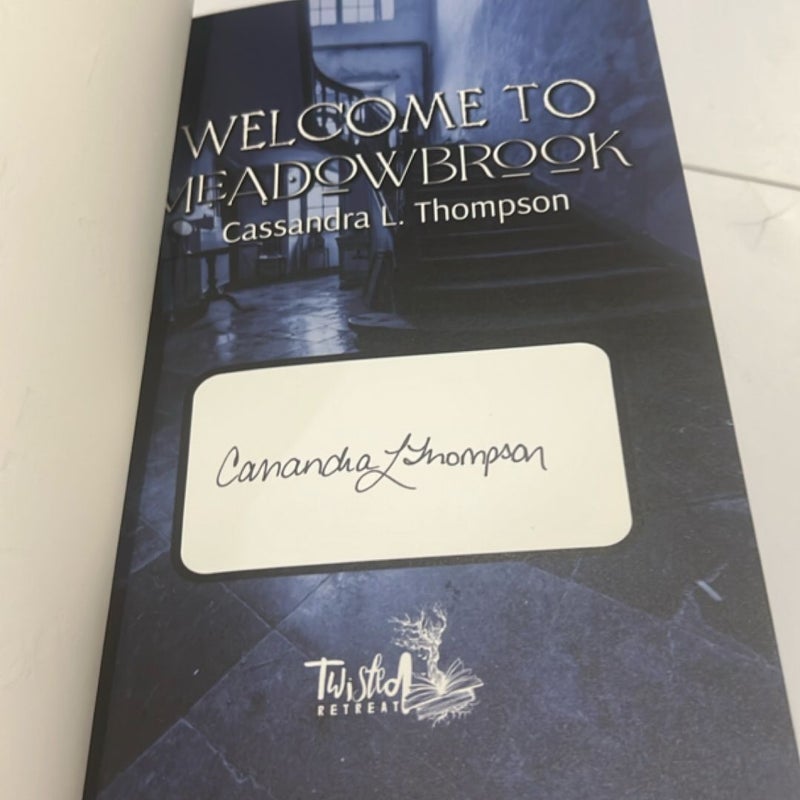 WELCOME TO
MEADOWBROOK
Cassandra L. Thompson
Cassandra L Thompson
Twisted
RETREAT